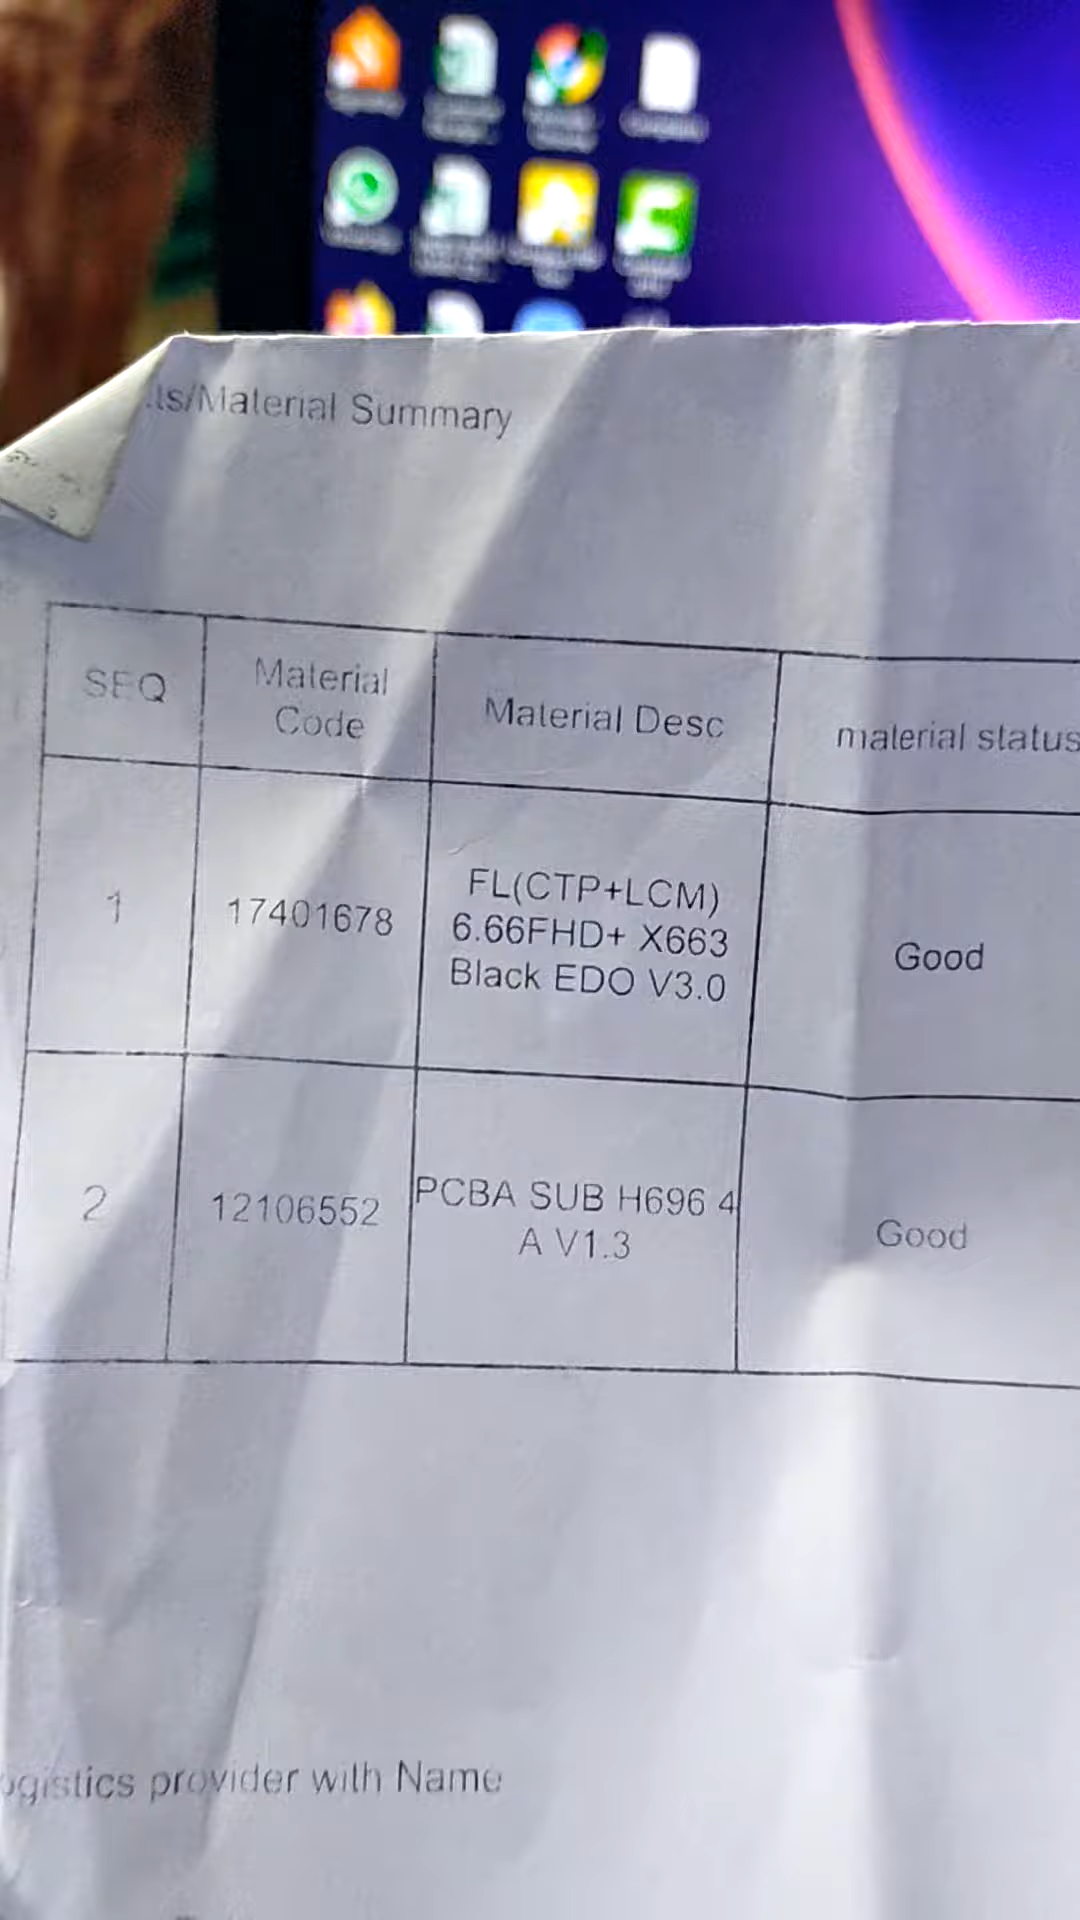 ts/Material Summary
SEQ
Material
Code
Material Desc
material status
1
17401678
FL(CTP+LCM)
6.66FHD+ X663
Black EDO V3.0
Good
2
12106552
PCBA SUB H696 4
A V1.3
Good
ogistics provider with Name